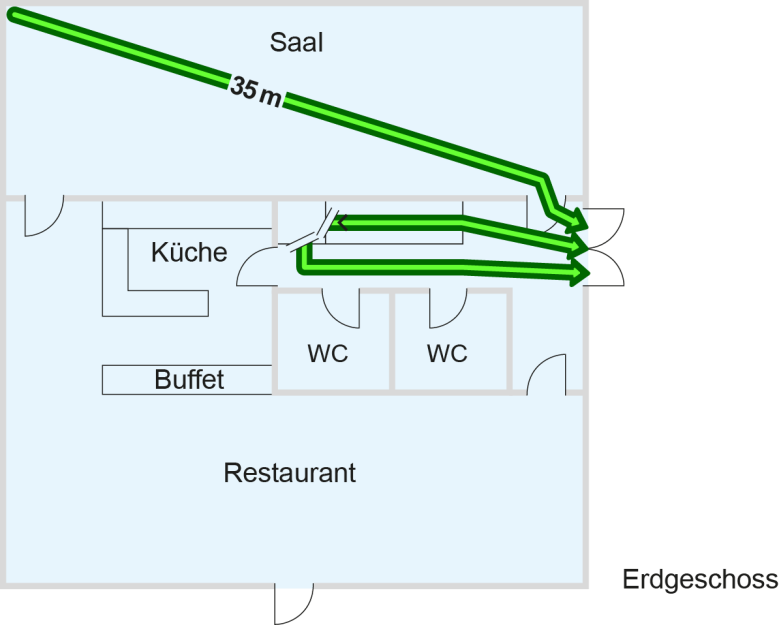 Saal
35 m
Küche
WC
WC
Buffet
Restaurant
Erdgeschoss